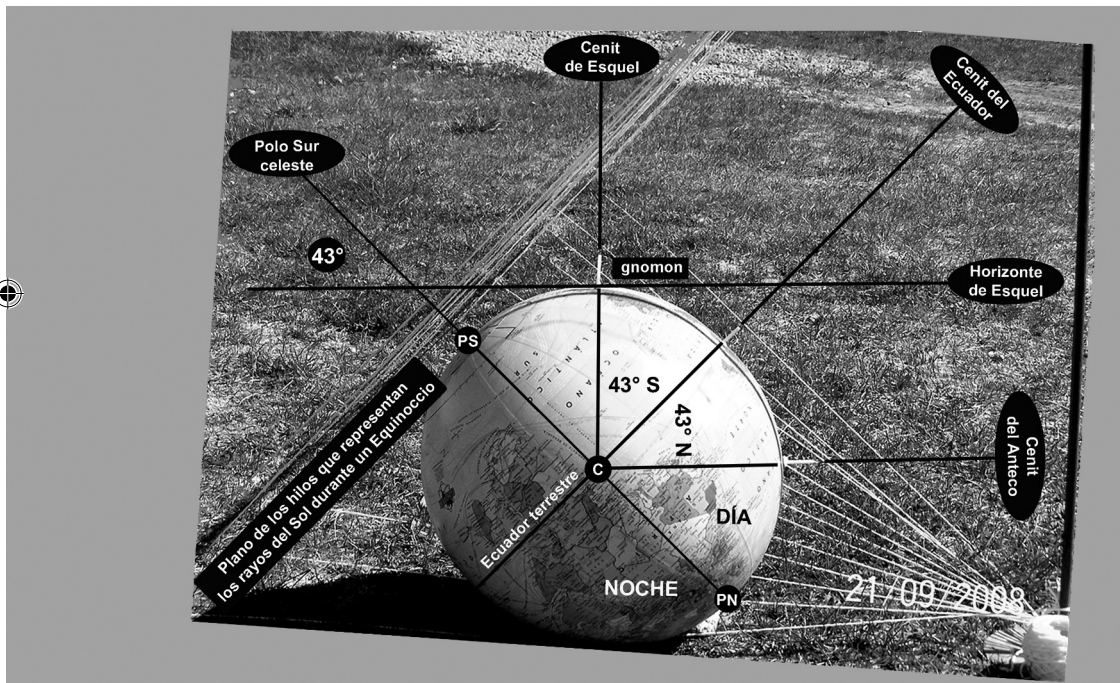 Cenit
de Esquel
Cenit del
Ecuador
Polo Sur
celeste
43°
gnomon
Horizonte
de Esquel
PS
43° S
43° N
Cenit
del Anteco
C
Plano de los hilos que representan
los rayos del Sol durante un Equinoccio
Ecuador terrestre
DÍA
NOCHE
PN
21/09/2008